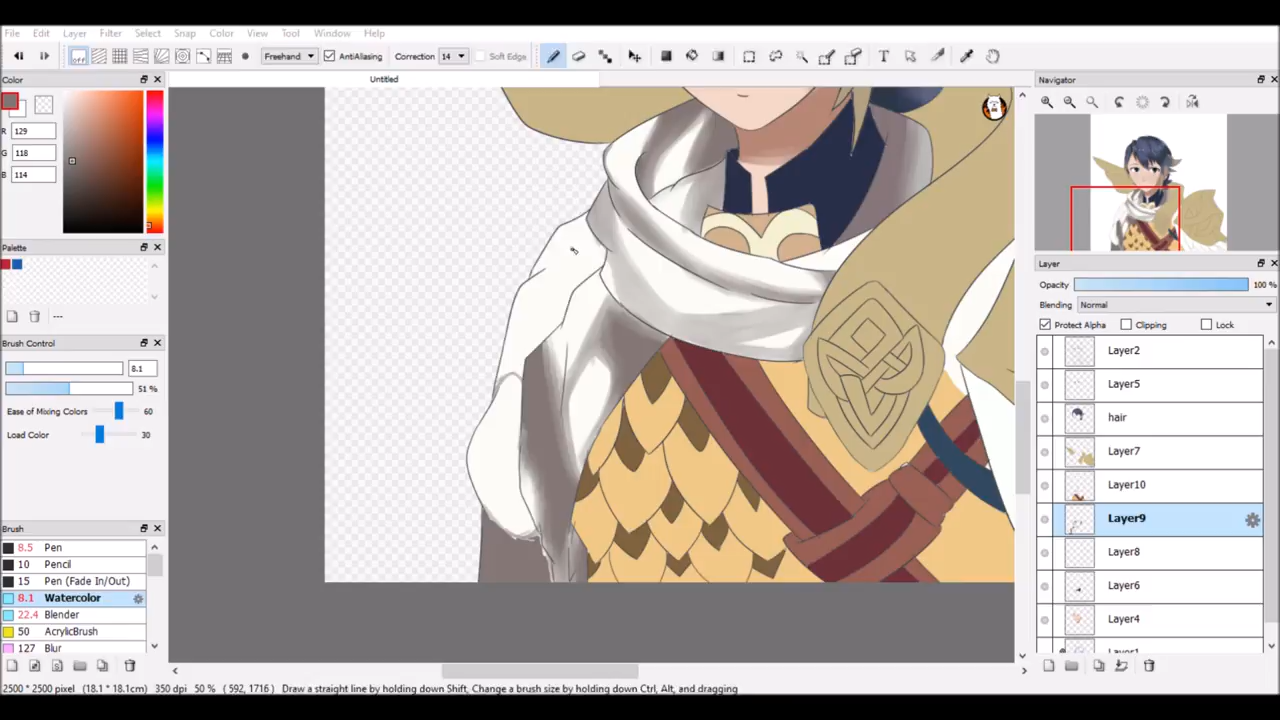 File Edit Layer Filter Select Snap Color View Tool Window Help
off Freehand AntiAliasing Correction 14 Soft Edge T
Color Untitled Navigator
R 129
G 118
B 114
Palette
---
Layer
Opacity 100 %
Blending Normal
Protect Alpha Clipping Lock
Brush Control
8.1
51 %
Ease of Mixing Colors 60
Load Color 30
Layer2
Layer5
hair
Layer7
Layer10
Layer9
Layer8
Layer6
Layer4
Layer1
Brush
8.5 Pen
10 Pencil
15 Pen (Fade In/Out)
8.1 Watercolor
22.4 Blender
50 AcrylicBrush
127 Blur
2500 * 2500 pixel (18.1 * 18.1cm) 350 dpi 50 % ( 592, 1716 ) Draw a straight line by holding down Shift, Change a brush size by holding down Ctrl, Alt, and dragging